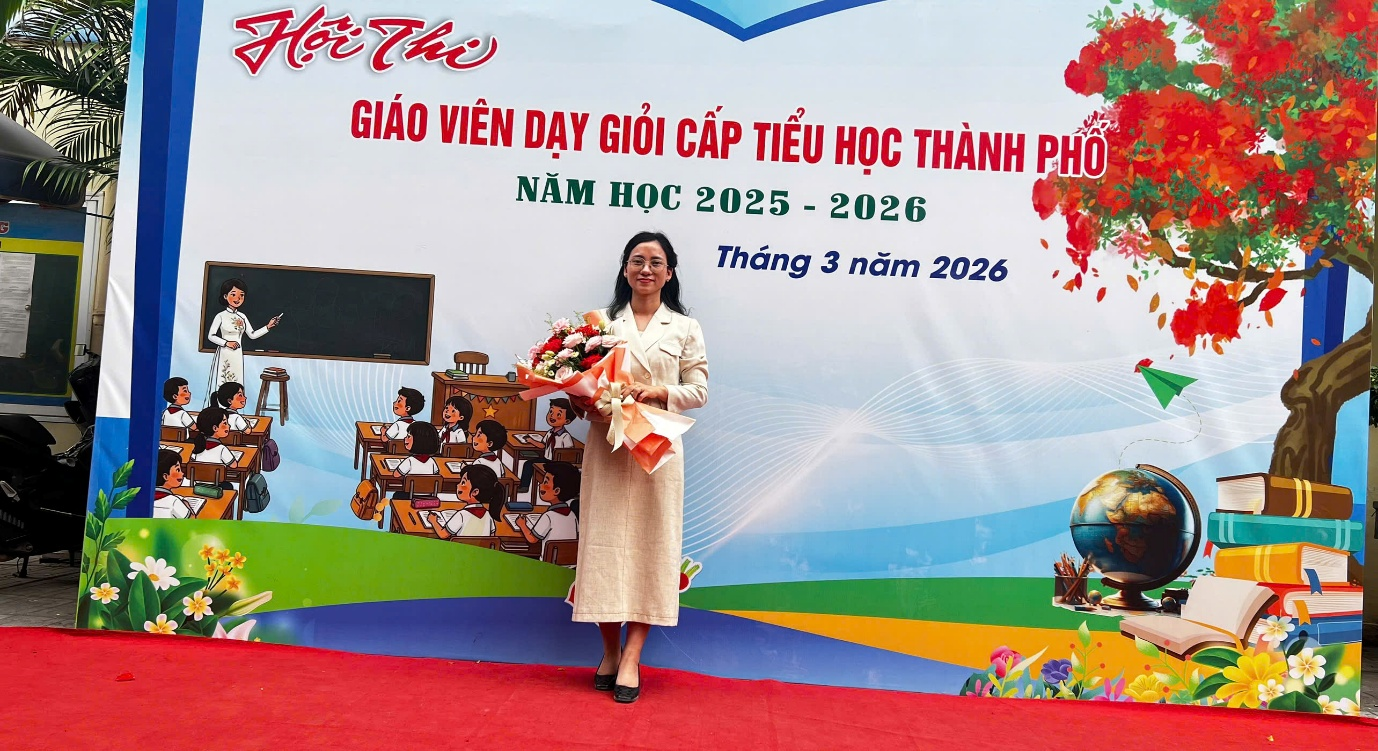 Hội Thi
GIÁO VIÊN DẠY GIỎI CẤP TIỂU HỌC THÀNH PHỐ
NĂM HỌC 2025 - 2026
Tháng 3 năm 2026